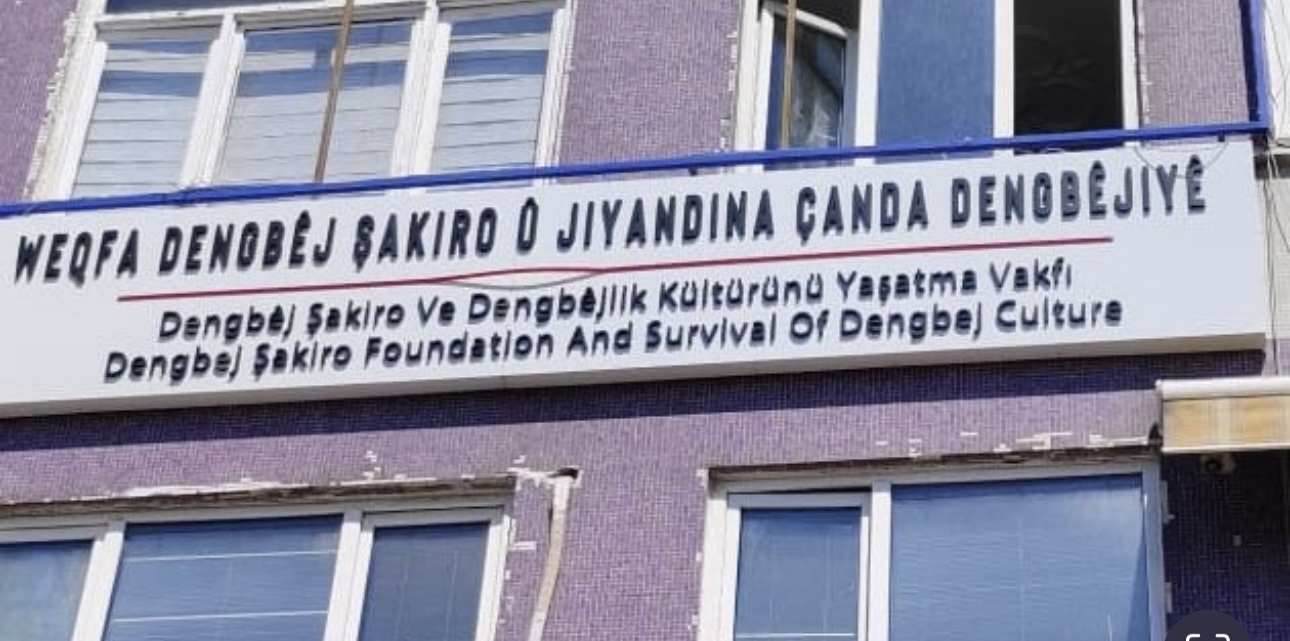 WEQFA DENGBÊJ ŞAKIRO Û JIYANDINA ÇANDA DENGBÊJIYÊ
Dengbêj Şakiro Ve Dengbêjlik Kültürünü Yaşatma Vakfı
Dengbej Şakiro Foundation And Survival Of Dengbej Culture